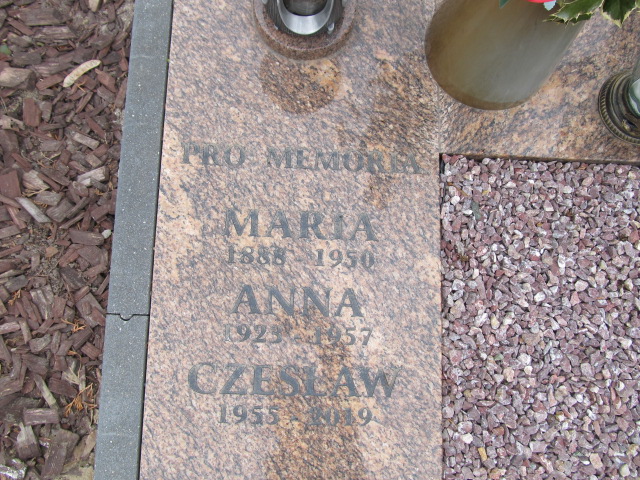 PRO MEMORIA
MARIA
1888 - 1950
ANNA
1923 - 1957
CZESŁAW
1955 - 2019